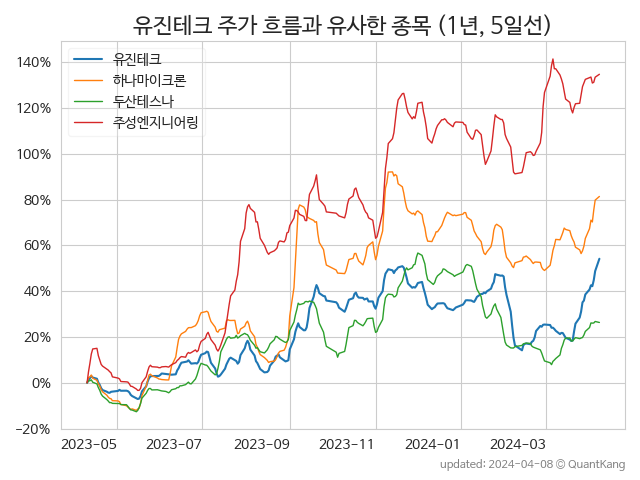 유진테크 주가 흐름과 유사한 종목 (1년, 5일선)
유진테크
하나마이크론
두산테스나
주성엔지니어링
140%
120%
100%
80%
60%
40%
20%
0%
−20%
2023-05 2023-07 2023-09 2023-11 2024-01 2024-03
updated: 2024-04-08 ⓒ QuantKang